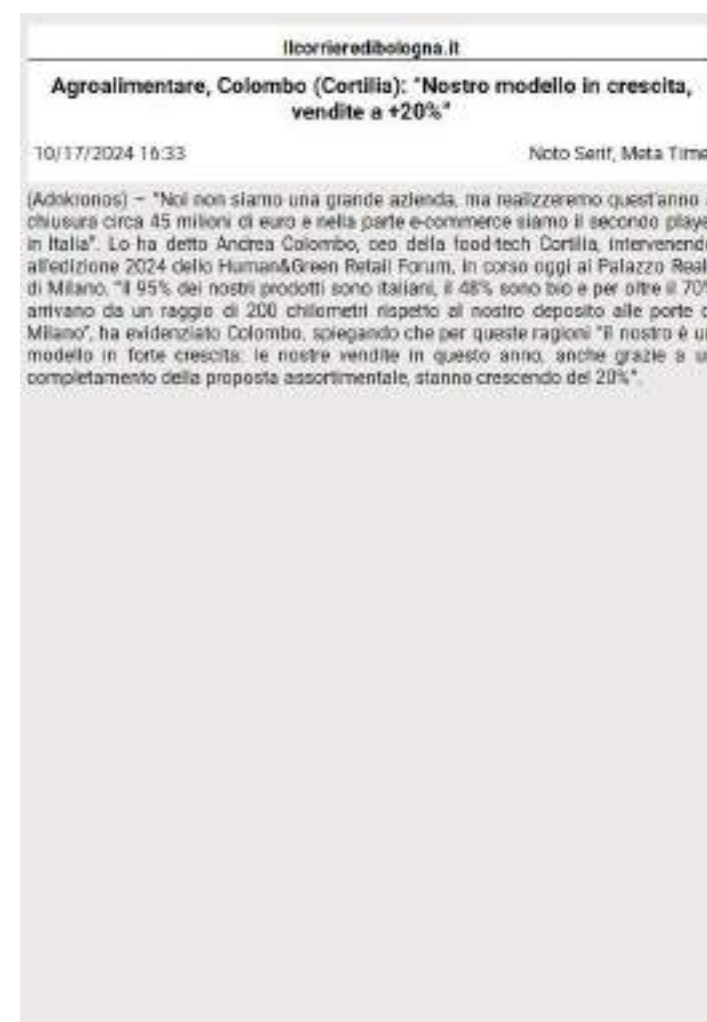 Ilcorrieredibologna.it
Agroalimentare, Colombo (Cortilia): "Nostro modello in crescita,
vendite a +20%"
10/17/2024 16:33
Noto Serif, Meta Time
(Adnkronos) – "Noi non siamo una grande azienda, ma realizzeremo quest'anno
chiusura circa 45 milioni di euro e nella parte e-commerce siamo il secondo playe
in Italia". Lo ha detto Andrea Colombo, ceo della food-tech Cortilia, intervenend
all'edizione 2024 dello Human&Green Retail Forum, in corso oggi al Palazzo Real
di Milano. "Il 95% dei nostri prodotti sono italiani, il 48% sono bio e per oltre il 70%
arrivano da un raggio di 200 chilometri rispetto al nostro deposito alle porte d
Milano", ha evidenziato Colombo, spiegando che per queste ragioni "il nostro è un
modello in forte crescita: le nostre vendite in questo anno, anche grazie a u
completamento della proposta assortimentale, stanno crescendo del 20%".